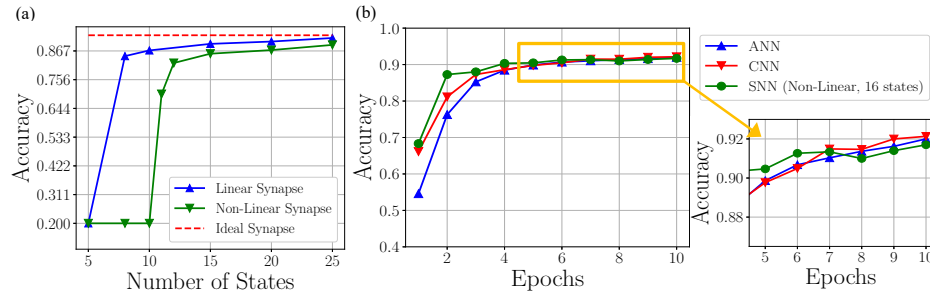 (a)
Accuracy
0.867
0.756
0.644
0.533
0.422
0.311
0.200
5
10
15
20
25
Number of States
Linear Synapse
Non-Linear Synapse
Ideal Synapse
(b)
Accuracy
1.0
0.9
0.8
0.7
0.6
0.5
0.4
2
4
6
8
10
Epochs
ANN
CNN
SNN (Non-Linear, 16 states)
Accuracy
0.92
0.90
0.88
5
6
7
8
9
10
Epochs